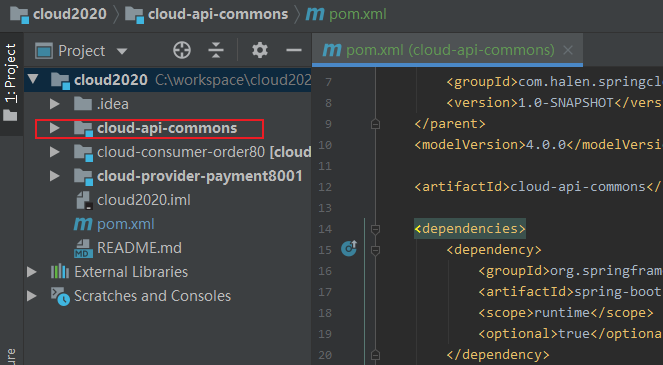 cloud2020 cloud-api-commons pom.xml
1: Project
Project
pom.xml (cloud-api-commons)
cloud2020 C:\workspace\cloud202
.idea
cloud-api-commons
cloud-consumer-order80 [cloud
cloud-provider-payment8001
cloud2020.iml
pom.xml
README.md
External Libraries
Scratches and Consoles
ure
7 <groupId>com.halen.springclo
8 <version>1.0-SNAPSHOT</vers
9 </parent>
10 <modelVersion>4.0.0</modelVersion>
11
12 <artifactId>cloud-api-commons</
13
14 <dependencies>
15 <dependency>
16 <groupId>org.springfram
17 <artifactId>spring-boot
18 <scope>runtime</scope>
19 <optional>true</optional
20 </dependency>